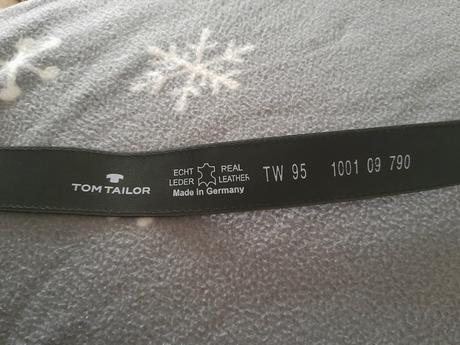 TOM TAILOR
ECHT REAL
LEDER LEATHER
Made in Germany
TW 95 1001 09 790